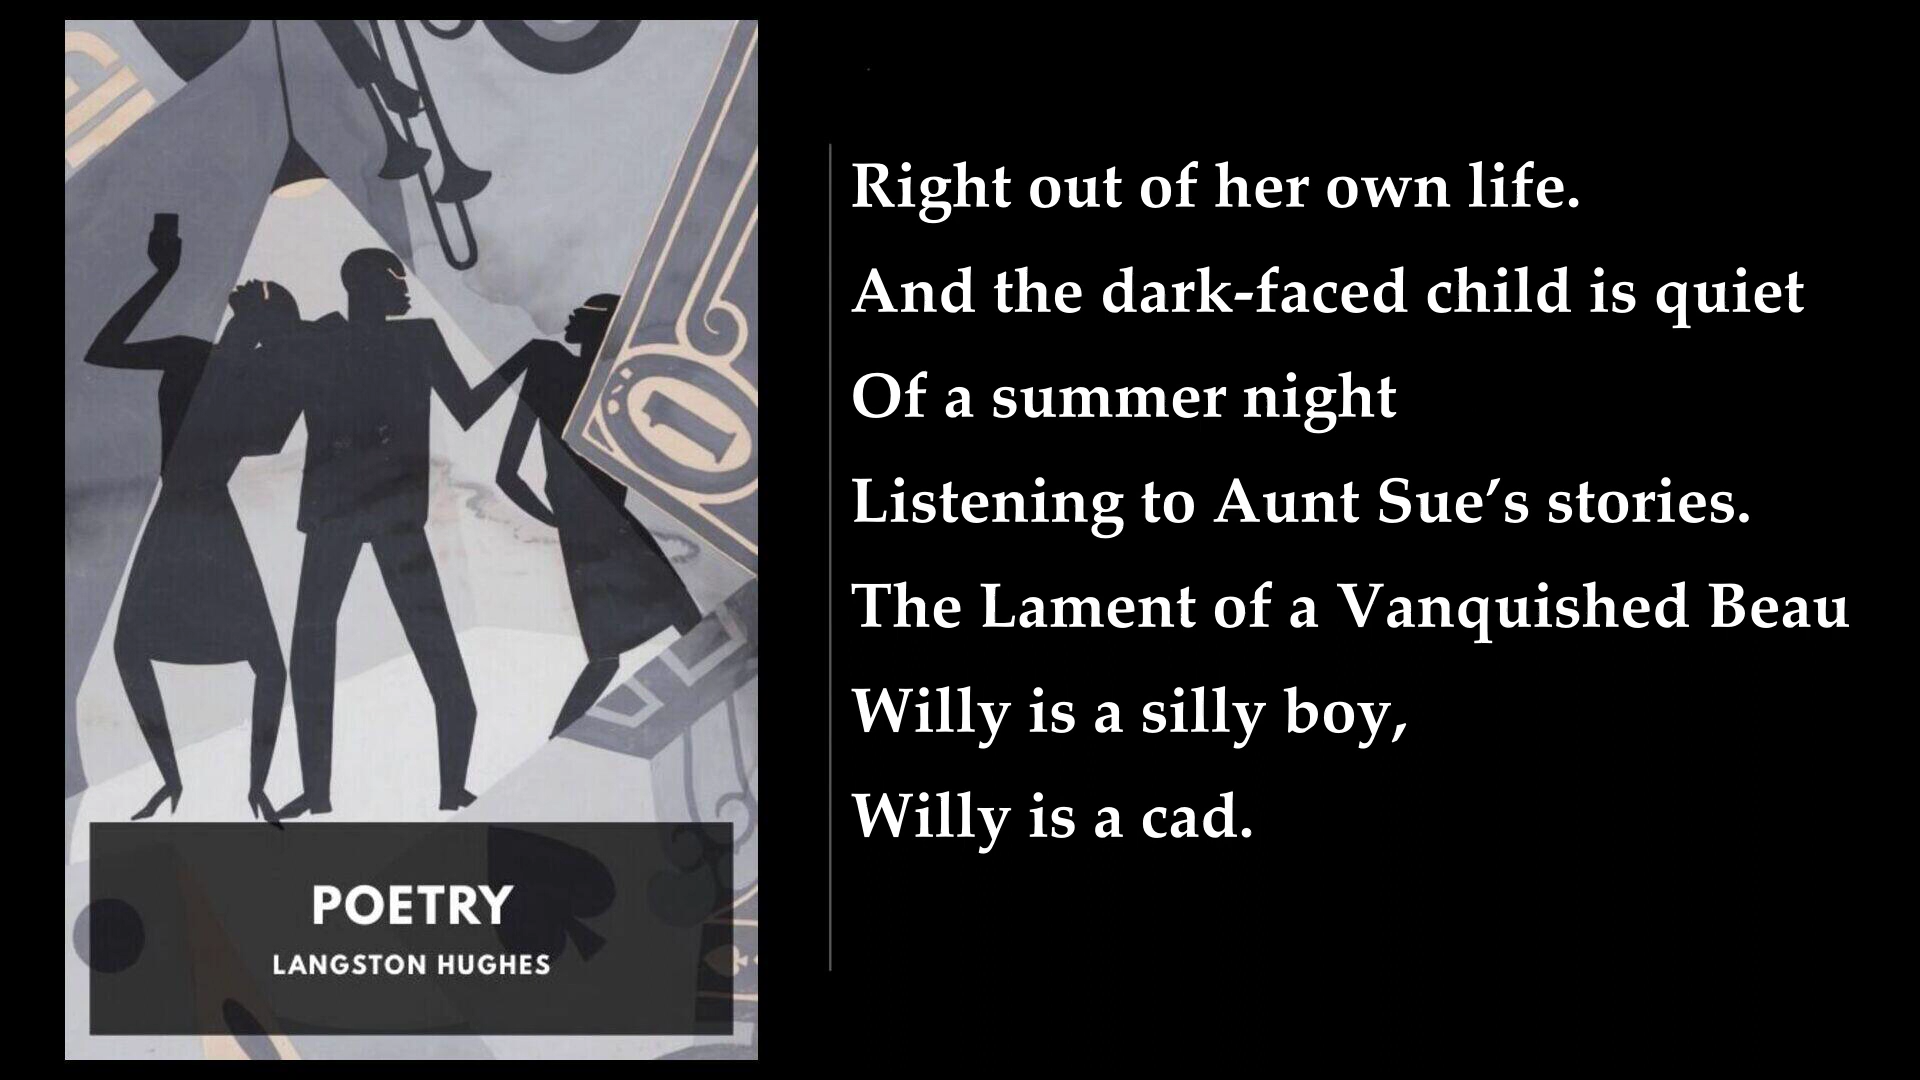 POETRY
LANGSTON HUGHES
Right out of her own life.
And the dark-faced child is quiet
Of a summer night
Listening to Aunt Sue’s stories.
The Lament of a Vanquished Beau
Willy is a silly boy,
Willy is a cad.
1